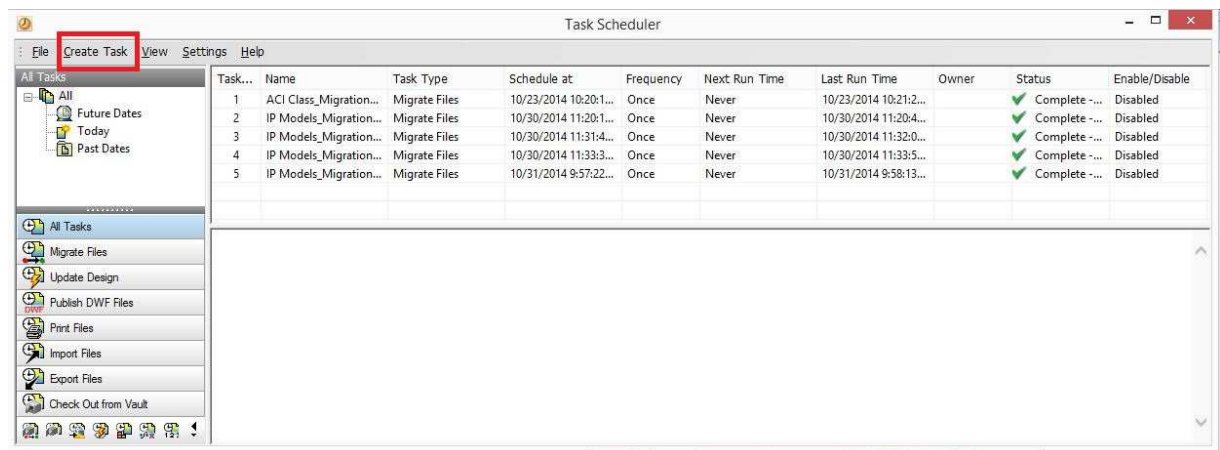 Task Scheduler
File Create Task View Settings Help
All Tasks
All
Future Dates
Today
Past Dates
Task... Name Task Type Schedule at Frequency Next Run Time Last Run Time Owner Status Enable/Disable
1 ACI Class_Migration... Migrate Files 10/23/2014 10:20:1... Once Never 10/23/2014 10:21:2... Complete -... Disabled
2 IP Models_Migration... Migrate Files 10/30/2014 11:20:1... Once Never 10/30/2014 11:20:4... Complete -... Disabled
3 IP Models_Migration... Migrate Files 10/30/2014 11:31:4... Once Never 10/30/2014 11:32:0... Complete -... Disabled
4 IP Models_Migration... Migrate Files 10/30/2014 11:33:3... Once Never 10/30/2014 11:33:5... Complete -... Disabled
5 IP Models_Migration... Migrate Files 10/31/2014 9:57:22... Once Never 10/31/2014 9:58:13... Complete -... Disabled
All Tasks
Migrate Files
Update Design
DWF
Publish DWF Files
Print Files
Import Files
Export Files
Check Out from Vault